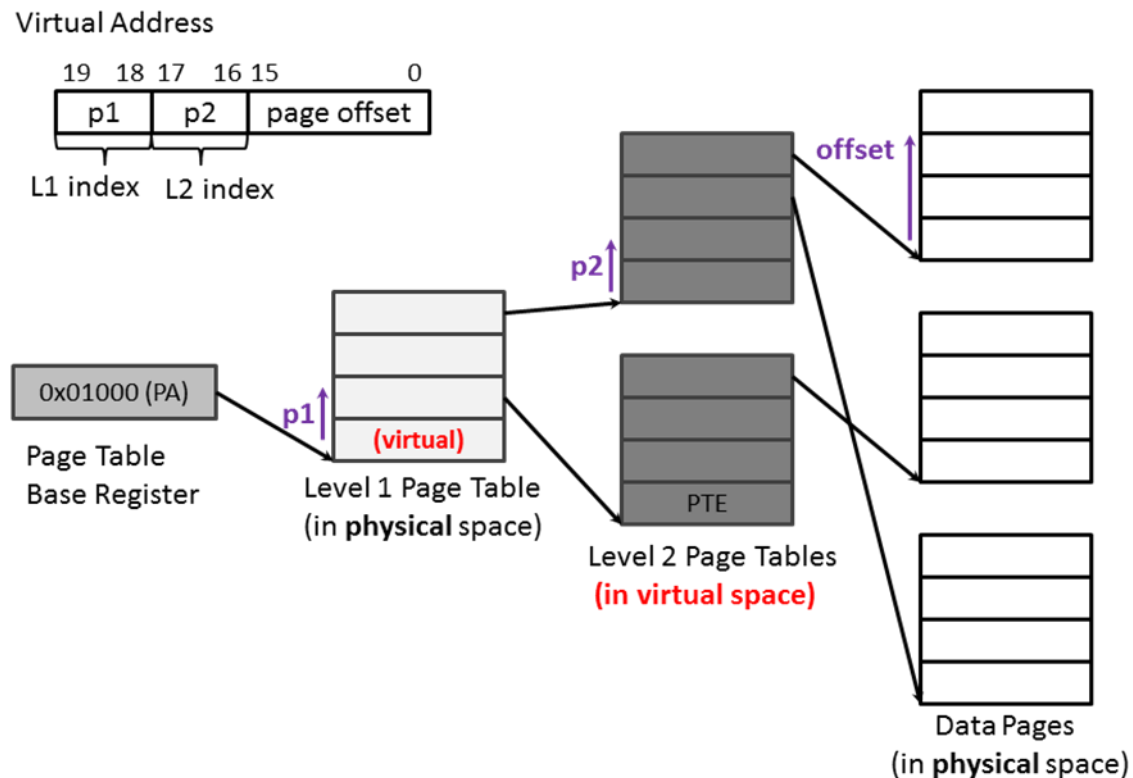 Virtual Address
19 18 17 16 15 0
p1 p2 page offset
L1 index L2 index
offset
p2
0x01000 (PA)
p1
(virtual)
Page Table
Base Register
Level 1 Page Table
(in physical space)
PTE
Level 2 Page Tables
(in virtual space)
Data Pages
(in physical space)